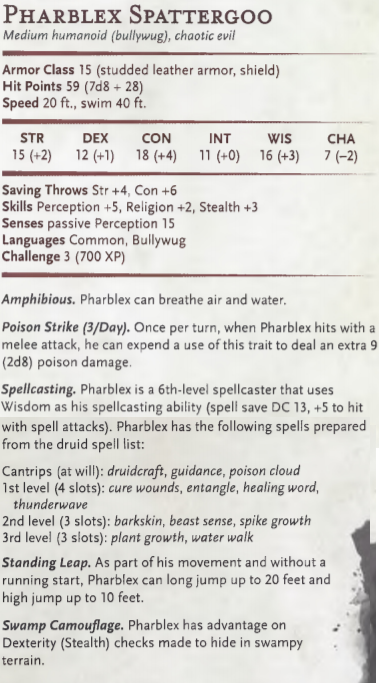 PHARBLEX SPATTERGOO
Medium humanoid (bullywug), chaotic evil
Armor Class 15 (studded leather armor, shield)
Hit Points 59 (7d8 + 28)
Speed 20 ft., swim 40 ft.
STR DEX CON INT WIS CHA
15 (+2) 12 (+1) 18 (+4) 11 (+0) 16 (+3) 7 (–2)
Saving Throws Str +4, Con +6
Skills Perception +5, Religion +2, Stealth +3
Senses passive Perception 15
Languages Common, Bullywug
Challenge 3 (700 XP)
Amphibious. Pharblex can breathe air and water.
Poison Strike (3/Day). Once per turn, when Pharblex hits with a
melee attack, he can expend a use of this trait to deal an extra 9
(2d8) poison damage.
Spellcasting. Pharblex is a 6th-level spellcaster that uses
Wisdom as his spellcasting ability (spell save DC 13, +5 to hit
with spell attacks). Pharblex has the following spells prepared
from the druid spell list:
Cantrips (at will): druidcraft, guidance, poison cloud
1st level (4 slots): cure wounds, entangle, healing word,
thunderwave
2nd level (3 slots): barkskin, beast sense, spike growth
3rd level (3 slots): plant growth, water walk
Standing Leap. As part of his movement and without a
running start, Pharblex can long jump up to 20 feet and
high jump up to 10 feet.
Swamp Camouflage. Pharblex has advantage on
Dexterity (Stealth) checks made to hide in swampy
terrain.